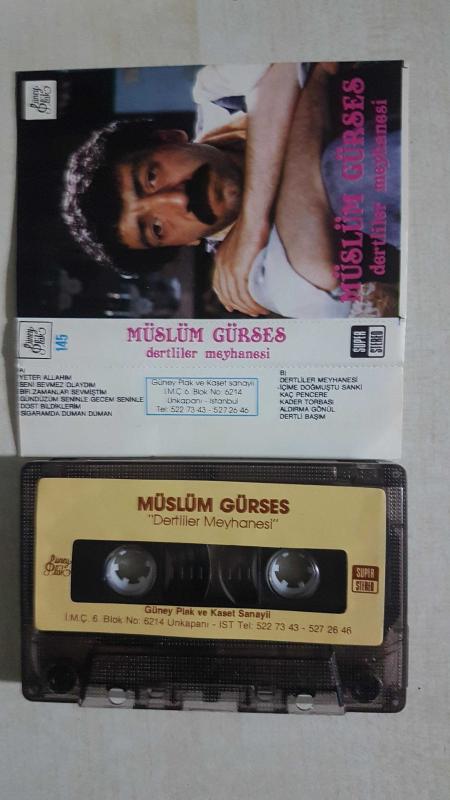 Güney Plak
MÜSLÜM GÜRSES
dertliler meyhanesi
Güney Plak
145
MÜSLÜM GÜRSES
dertliler meyhanesi
SUPER
STEREO
A)
YETER ALLAHIM
SENİ SEVMEZ OLAYDIM
BİR ZAMANLAR SEVMİŞTİM
GÜNDÜZÜM SENİNLE GECEM SENİNLE
DOST BİLDİKLERİM
SİGARAMDA DUMAN DUMAN
Güney Plak ve Kaset sanayii
İ.M.Ç. 6. Blok No: 6214
Unkapanı - İstanbul
Tel: 522 73 43 - 527 26 46
B)
DERTLİLER MEYHANESİ
-İÇİME DOĞMUŞTU SANKİ
KAÇ PENCERE
KADER TORBASI
ALDIRMA GÖNÜL
DERTLİ BAŞIM
MÜSLÜM GÜRSES
"Dertliler Meyhanesi"
Güney Plak
SUPER
STEREO
Güney Plak ve Kaset Sanayii
İ.M.Ç. 6. Blok No: 6214 Unkapanı - İST Tel: 522 73 43 - 527 26 46